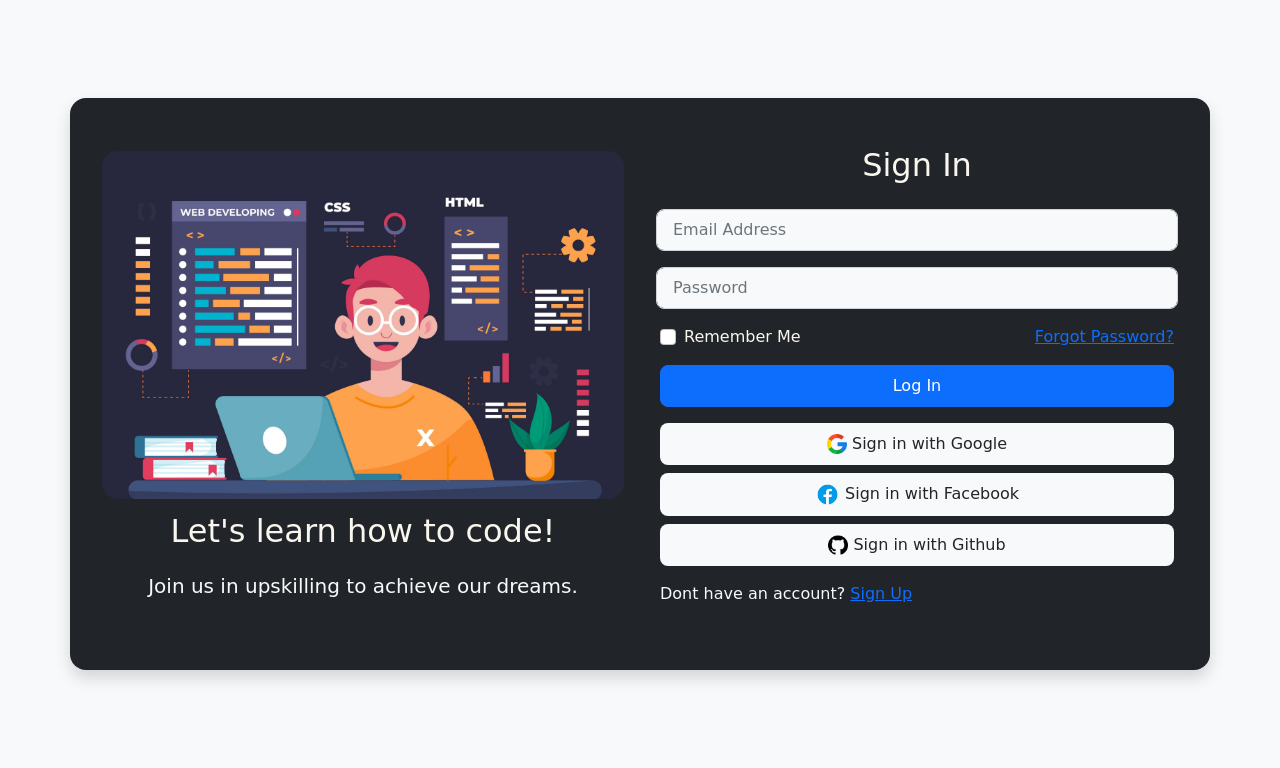 WEB DEVELOPING
< >
</>
CSS
HTML
< >
</>
{ }
</>
X
Let's learn how to code!
Join us in upskilling to achieve our dreams.
Sign In
Email Address
Password
Remember Me
Forgot Password?
Log In
Sign in with Google
Sign in with Facebook
Sign in with Github
Dont have an account? Sign Up